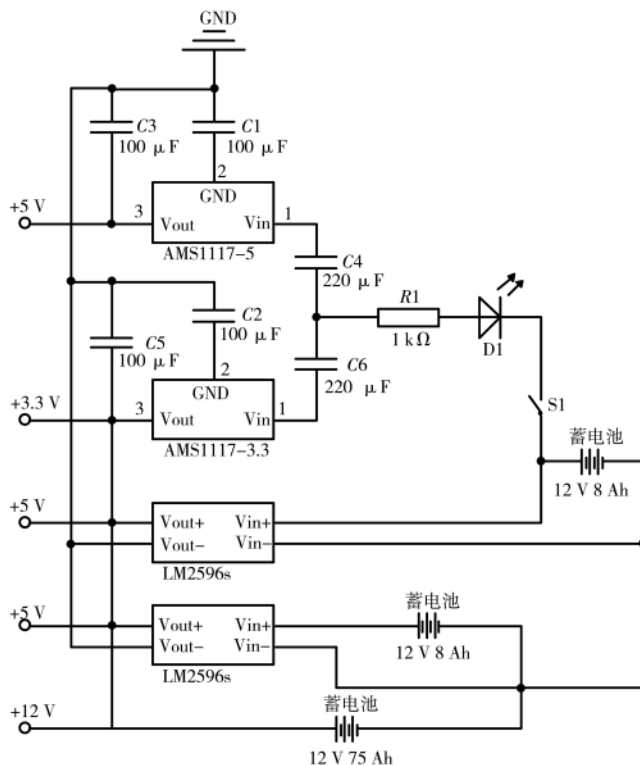 GND
C3
100 μF
C1
100 μF
2
GND
+5 V
3
Vout
Vin
1
AMS1117-5
C4
220 μF
C2
100 μF
R1
1 kΩ
D1
C5
100 μF
2
GND
C6
220 μF
S1
+3.3 V
3
Vout
Vin
1
AMS1117-3.3
蓄电池
12 V 8 Ah
+5 V
Vout+
Vin+
Vout-
Vin-
LM2596s
+5 V
Vout+
Vin+
Vout-
Vin-
LM2596s
蓄电池
12 V 8 Ah
+12 V
蓄电池
12 V 75 Ah